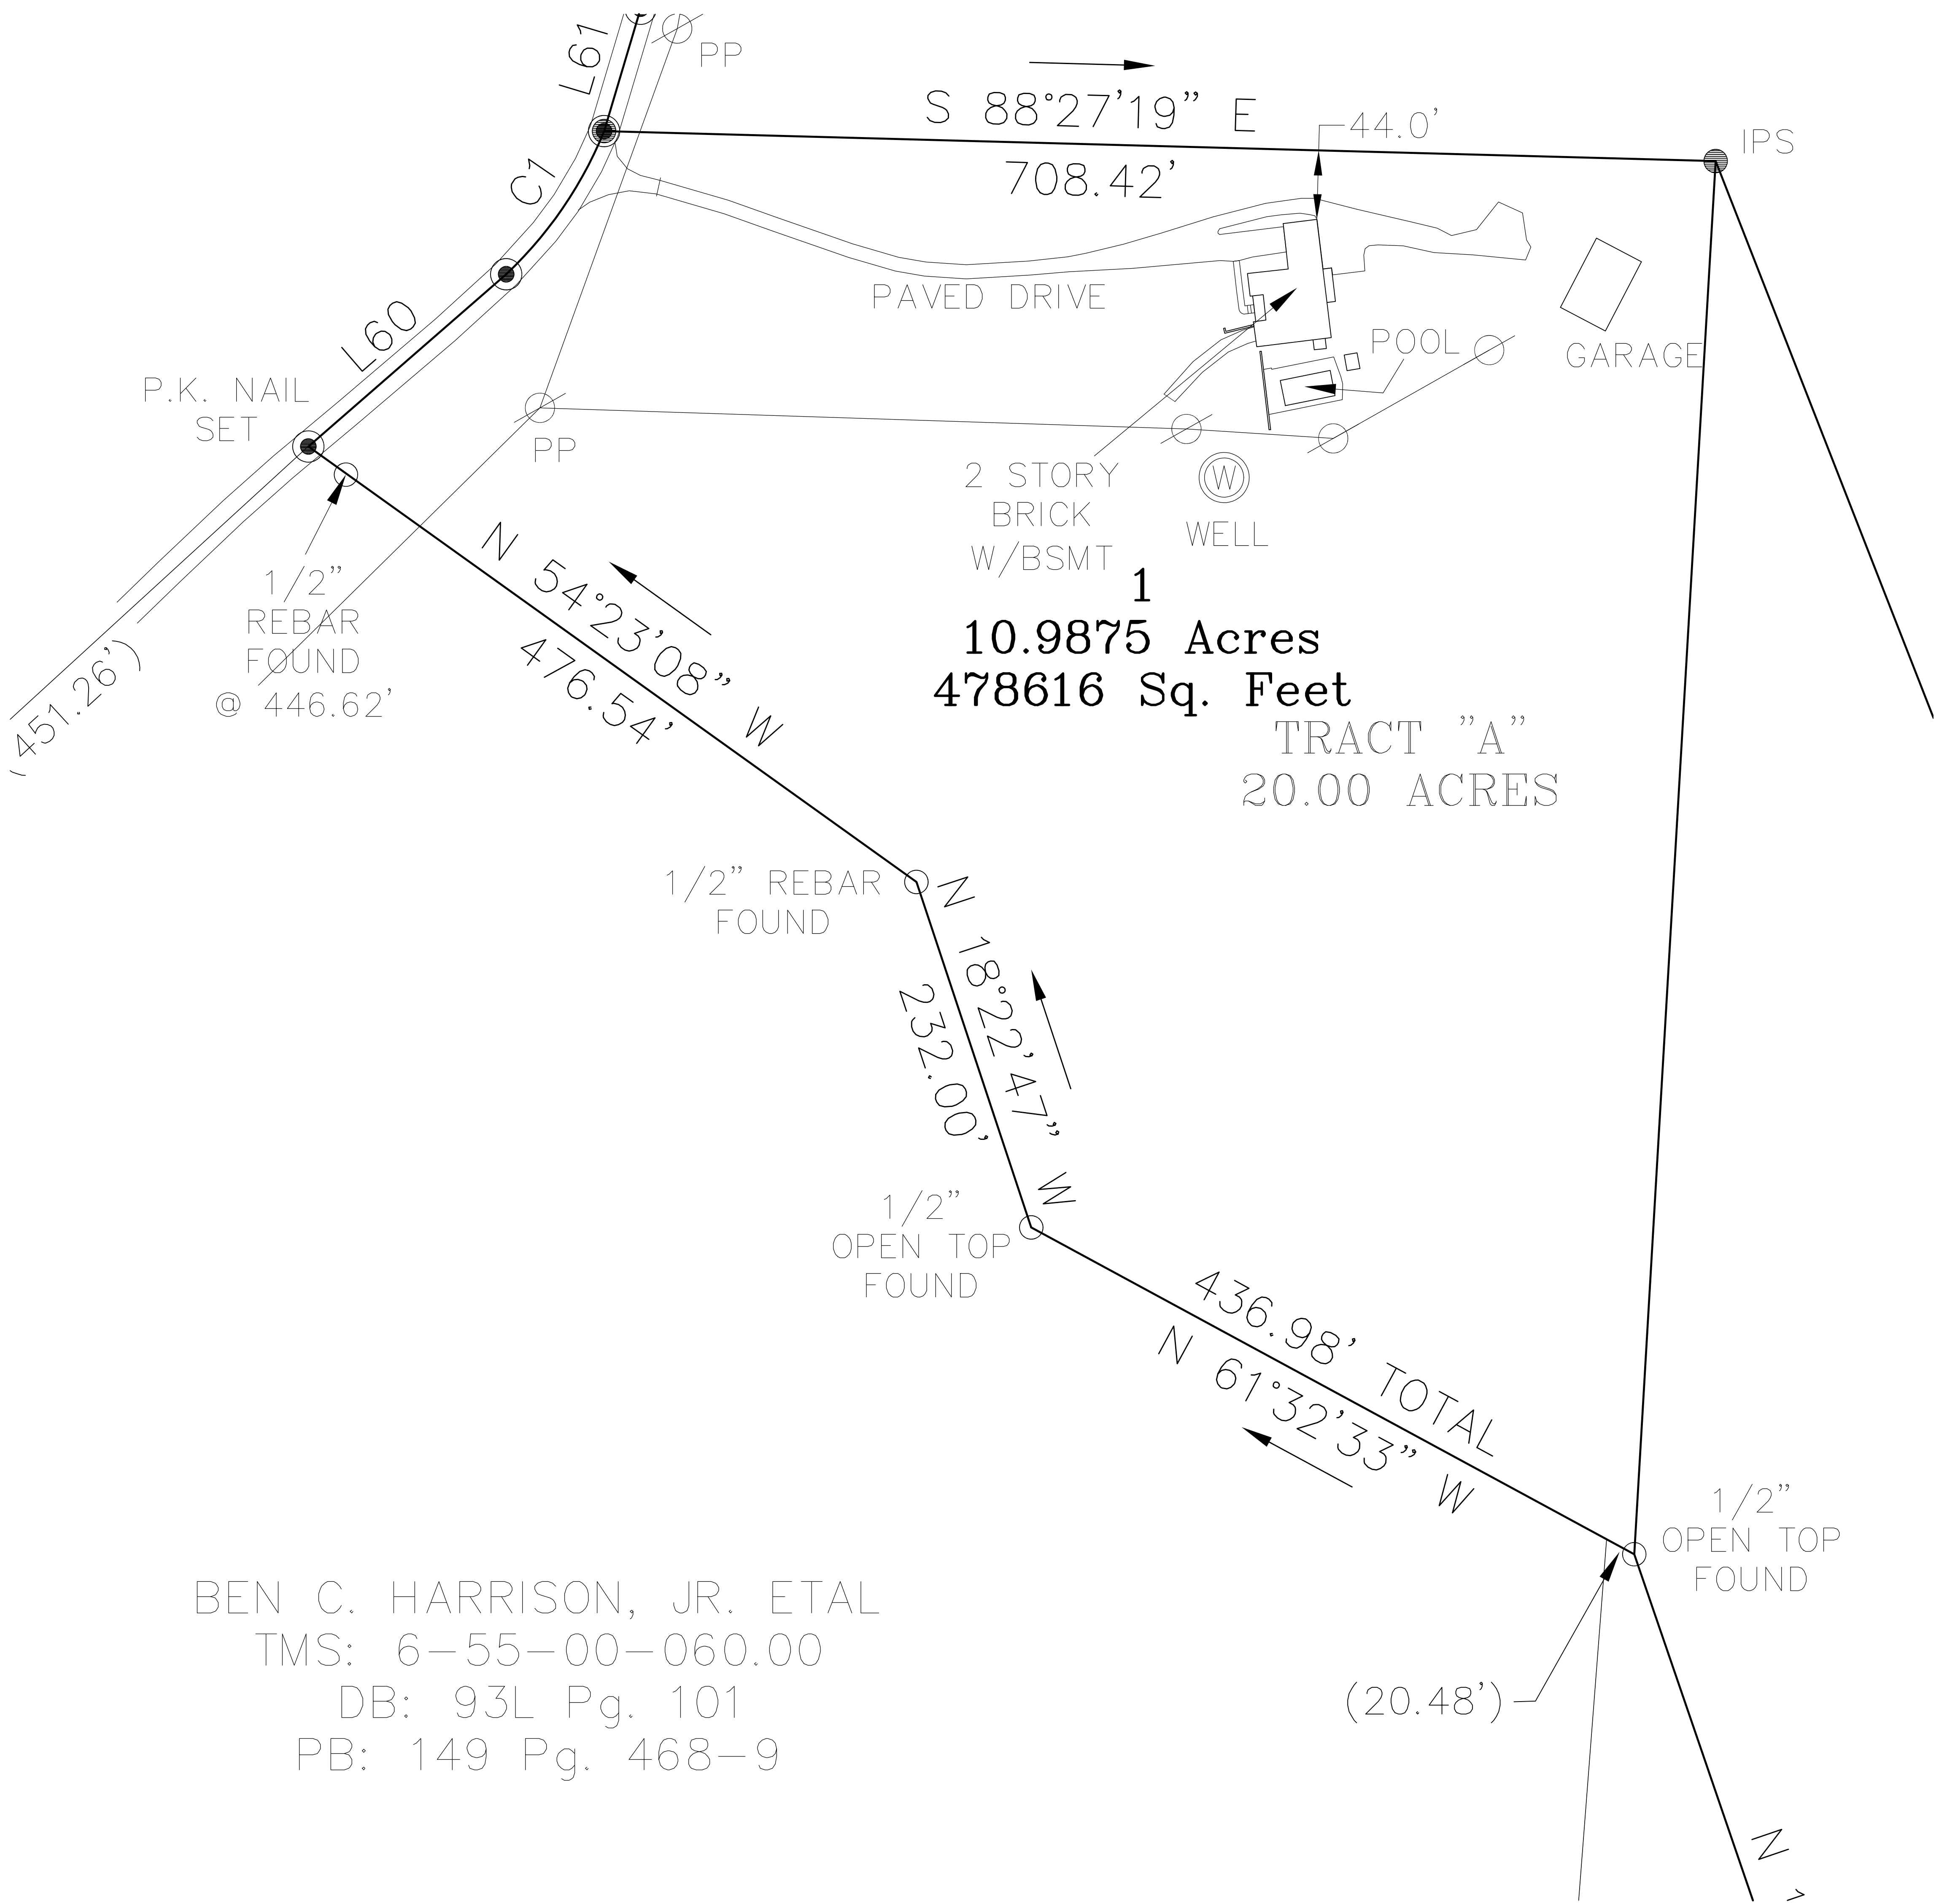 L61
PP
S 88°27'19" E
708.42'
44.0'
IPS
C1
L60
PAVED DRIVE
POOL
GARAGE
P.K. NAIL
SET
PP
2 STORY
BRICK
W/BSMT
W
WELL
1/2"
REBAR
FOUND
@ 446.62'
(451.26')
N 54°23'08" W
476.54'
1
10.9875 Acres
478616 Sq. Feet
TRACT "A"
20.00 ACRES
1/2" REBAR
FOUND
N 18°22'47" W
232.00'
1/2"
OPEN TOP
FOUND
436.98' TOTAL
N 61°32'33" W
1/2"
OPEN TOP
FOUND
(20.48')
BEN C. HARRISON, JR. ETAL
TMS: 6-55-00-060.00
DB: 93L Pg. 101
PB: 149 Pg. 468-9
N